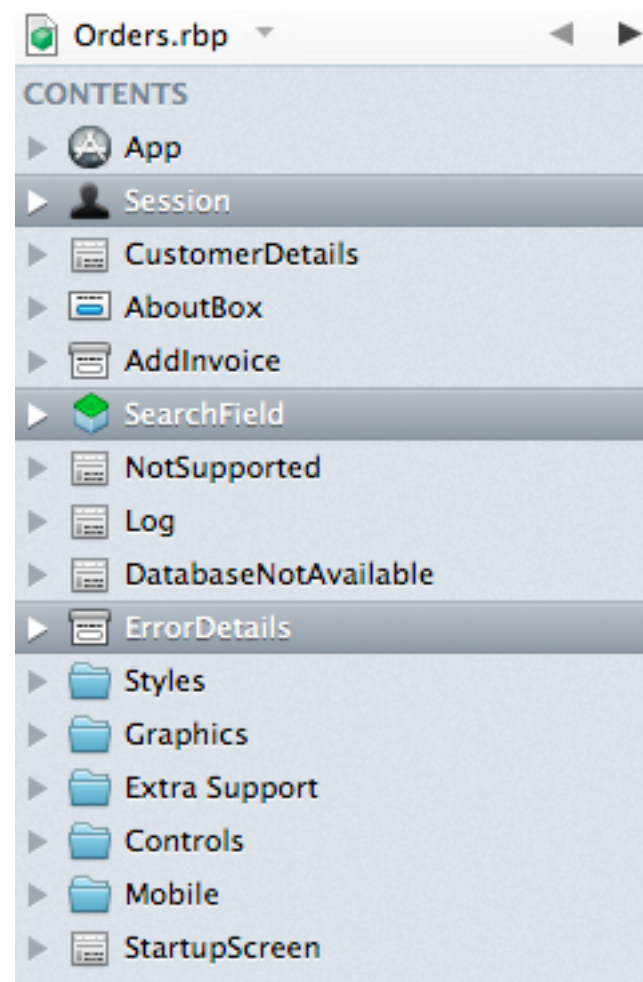 Orders.rbp
CONTENTS
App
Session
CustomerDetails
AboutBox
AddInvoice
SearchField
NotSupported
Log
DatabaseNotAvailable
ErrorDetails
Styles
Graphics
Extra Support
Controls
Mobile
StartupScreen